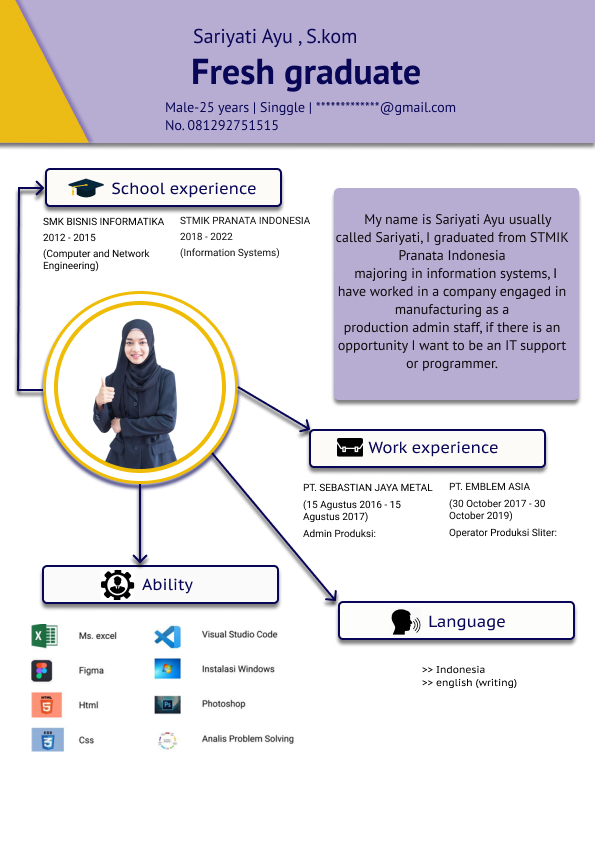 Sariyati Ayu , S.kom
Fresh graduate
Male-25 years | Singgle | *************@gmail.com
No. 081292751515
School experience
SMK BISNIS INFORMATIKA
2012 - 2015
(Computer and Network
Engineering)
STMIK PRANATA INDONESIA
2018 - 2022
(Information Systems)
My name is Sariyati Ayu usually
called Sariyati, I graduated from STMIK
Pranata Indonesia
majoring in information systems, I
have worked in a company engaged in
manufacturing as a
production admin staff, if there is an
opportunity I want to be an IT support
or programmer.
Work experience
PT. SEBASTIAN JAYA METAL
(15 Agustus 2016 - 15
Agustus 2017)
Admin Produksi:
PT. EMBLEM ASIA
(30 October 2017 - 30
October 2019)
Operator Produksi Sliter:
Ability
Ms. excel
Figma
Html
Css
Visual Studio Code
Instalasi Windows
Photoshop
Analis Problem Solving
Language
>> Indonesia
>> english (writing)